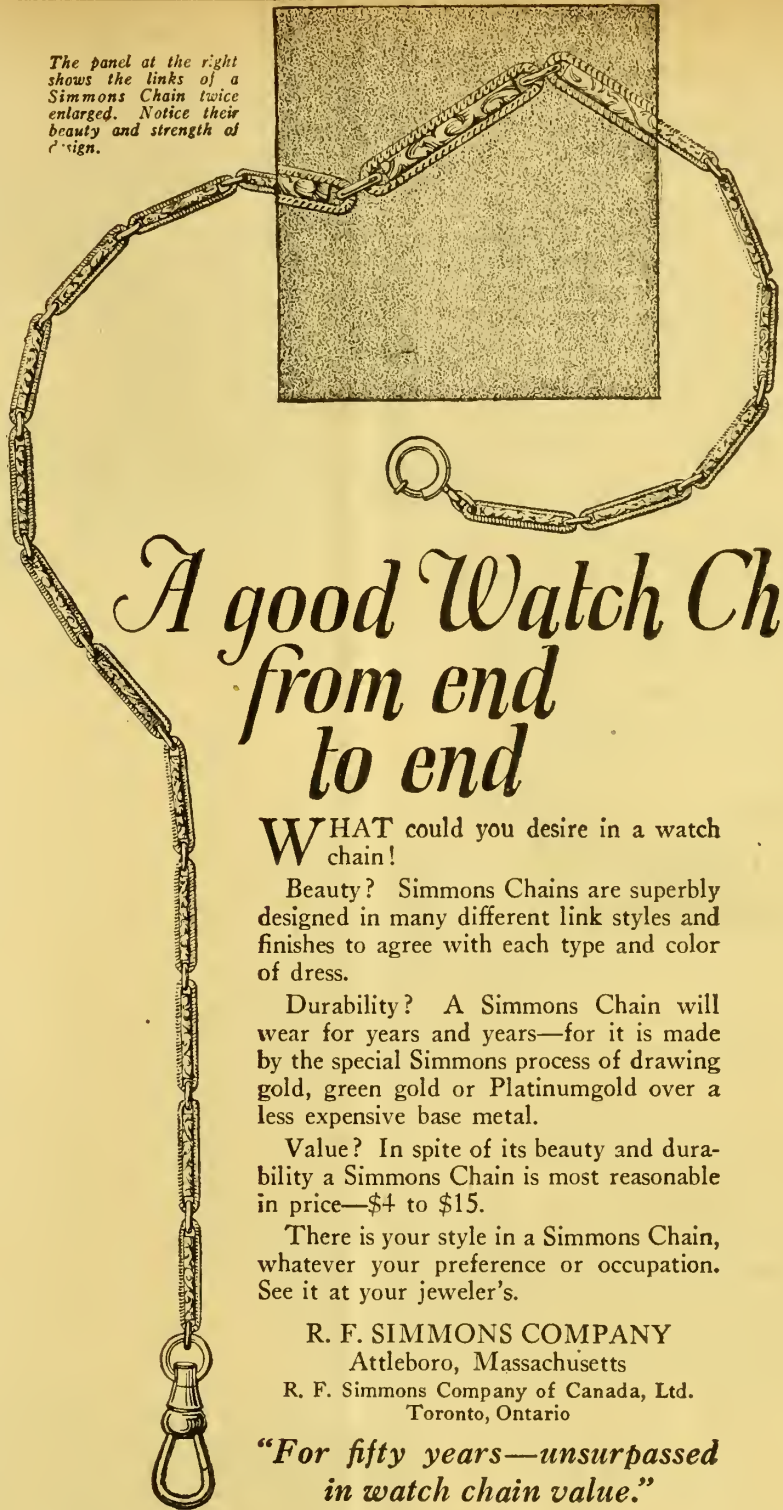 The panel at the right
shows the links of a
Simmons Chain twice
enlarged. Notice their
beauty and strength of
A good Watch Ch
from end
to end
WHAT could you desire in a watch
chain!
Beauty? Simmons Chains are superbly
designed in many different link styles and
finishes to agree with each type and color
of dress.
Durability? A Simmons Chain will
wear for years and years—for it is made
by the special Simmons process of drawing
gold, green gold or Platinumgold over a
less expensive base metal.
Value? In spite of its beauty and dura-
bility a Simmons Chain is most reasonable
in price—$4 to $15.
There is your style in a Simmons Chain,
whatever your preference or occupation.
See it at your jeweler's.
R. F. SIMMONS COMPANY
Attleboro, Massachusetts
R. F. Simmons Company of Canada, Ltd.
Toronto, Ontario
“For fifty years—unsurpassed
in watch chain value.”